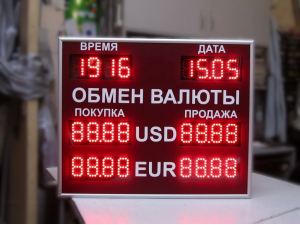 ВРЕМЯ ДАТА
19 16 15.05
ОБМЕН ВАЛЮТЫ
ПОКУПКА ПРОДАЖА
88.88 USD 88.88
88.88 EUR 88.88